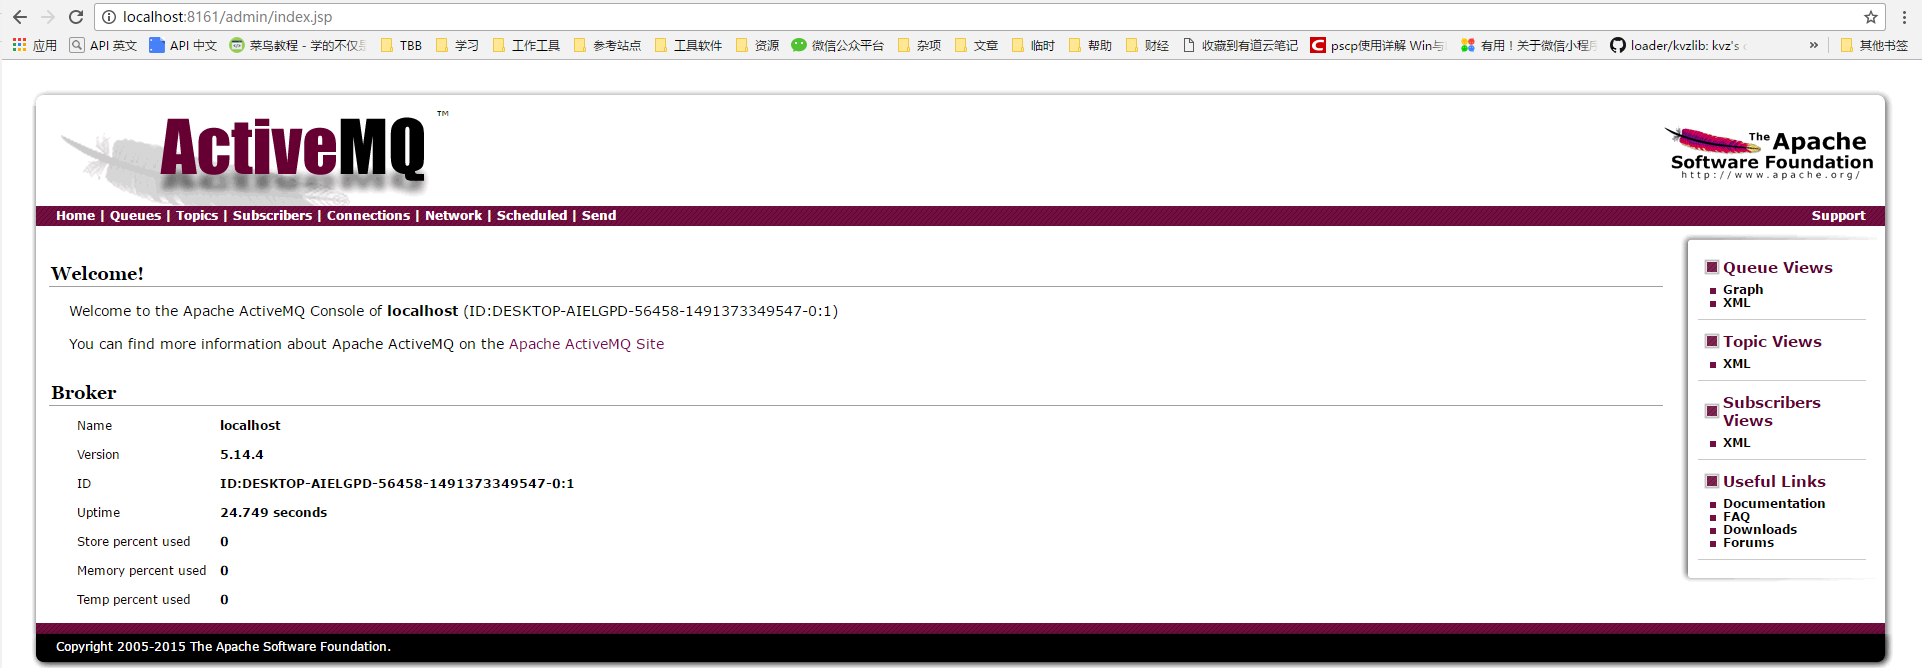 localhost:8161/admin/index.jsp
应用 API 英文 API 中文 菜鸟教程 - 学的不仅是 TBB 学习 工作工具 参考站点 工具软件 资源 微信公众平台 杂项 文章 临时 帮助 财经 收藏到有道云笔记 pscp使用详解 Win与 有用！关于微信小程序 loader/kvzlib: kvz's » 其他书签
ActiveMQ ™
The Apache
Software Foundation
http://www.apache.org/
Home | Queues | Topics | Subscribers | Connections | Network | Scheduled | Send Support
Welcome!
Welcome to the Apache ActiveMQ Console of localhost (ID:DESKTOP-AIELGPD-56458-1491373349547-0:1)
You can find more information about Apache ActiveMQ on the Apache ActiveMQ Site
Broker
Name localhost
Version 5.14.4
ID ID:DESKTOP-AIELGPD-56458-1491373349547-0:1
Uptime 24.749 seconds
Store percent used 0
Memory percent used 0
Temp percent used 0
Queue Views
Graph
XML
Topic Views
XML
Subscribers
Views
XML
Useful Links
Documentation
FAQ
Downloads
Forums
Copyright 2005-2015 The Apache Software Foundation.